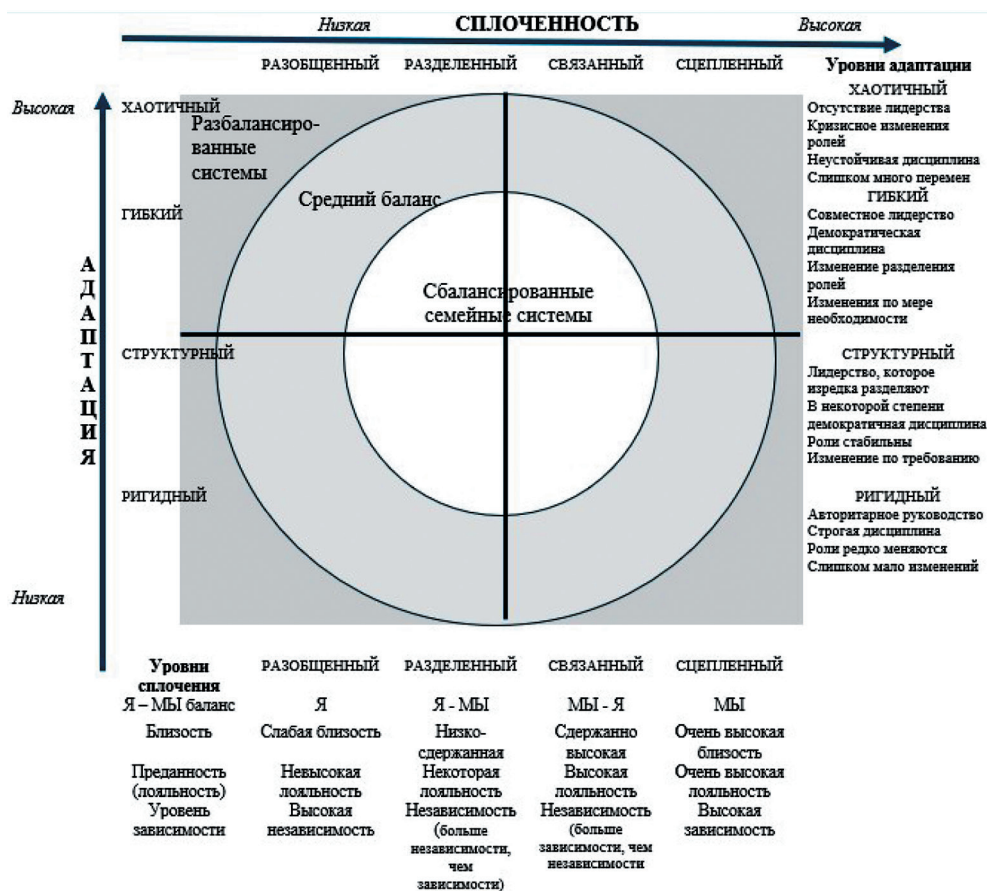 Низкая СПЛОЧЕННОСТЬ Высокая
РАЗОБЩЕННЫЙ РАЗДЕЛЕННЫЙ СВЯЗАННЫЙ СЦЕПЛЕННЫЙ Уровни адаптации
Высокая
АДАПТАЦИЯ
Низкая
ХАОТИЧНЫЙ
ГИБКИЙ
СТРУКТУРНЫЙ
РИГИДНЫЙ
Разбалансиро-
ванные
системы
Средний баланс
Сбалансированные
семейные системы
ХАОТИЧНЫЙ
Отсутствие лидерства
Кризисное изменения
ролей
Неустойчивая дисциплина
Слишком много перемен
ГИБКИЙ
Совместное лидерство
Демократическая
дисциплина
Изменение разделения
ролей
Изменения по мере
необходимости
СТРУКТУРНЫЙ
Лидерство, которое
изредка разделяют
В некоторой степени
демократичная дисциплина
Роли стабильны
Изменение по требованию
РИГИДНЫЙ
Авторитарное руководство
Строгая дисциплина
Роли редко меняются
Слишком мало изменений
Уровни
сплочения
РАЗОБЩЕННЫЙ РАЗДЕЛЕННЫЙ СВЯЗАННЫЙ СЦЕПЛЕННЫЙ
Я – МЫ баланс Я Я - МЫ МЫ - Я МЫ
Близость Слабая близость Низко- Сдержанно Очень высокая
сдержанная высокая близость
Преданность Невысокая Некоторая Высокая Очень высокая
(лояльность) лояльность лояльность лояльность лояльность
Уровень Высокая Независимость Независимость Высокая
зависимости независимость (больше (больше зависимость
независимости, зависимости, чем
чем независимости
зависимости)